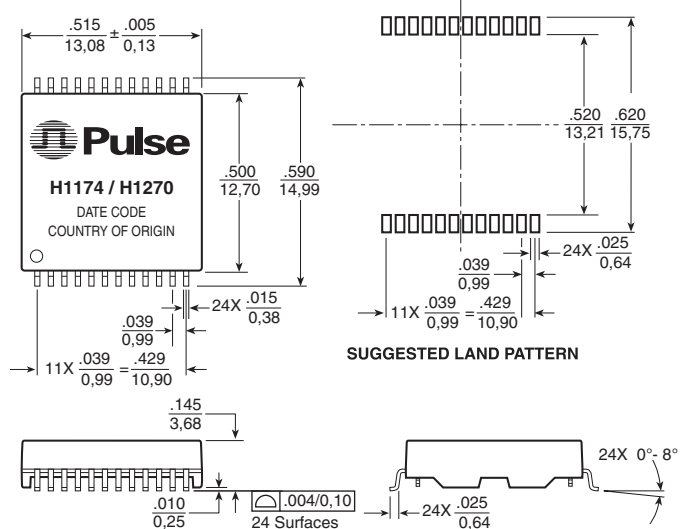 .515 ± .005
13,08 0,13
Pulse
H1174 / H1270
DATE CODE
COUNTRY OF ORIGIN
.500
12,70
.590
14,99
24X .015
0,38
.039
0,99
11X .039 = .429
0,99 10,90
.520 .620
13,21 15,75
24X .025
0,64
.039
0,99
11X .039 = .429
0,99 10,90
SUGGESTED LAND PATTERN
.145
3,68
.010
0,25
.004/0,10
24 Surfaces
24X 0°- 8°
24X .025
0,64